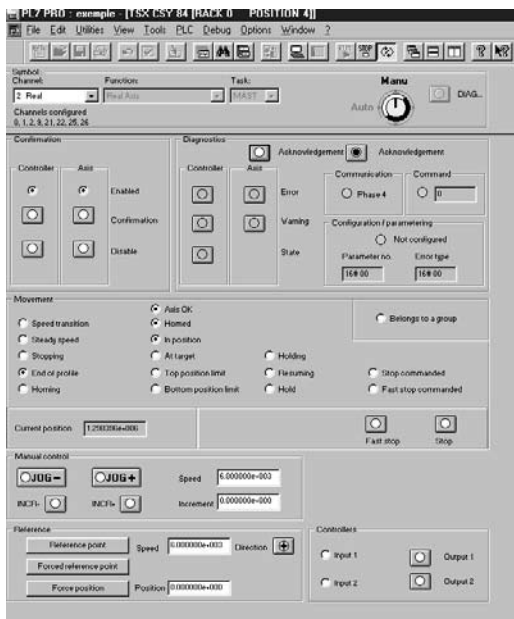 PL7 PRO : exemple - [TSX CSY 84 [RACK 0 POSITION 4]]
File Edit Utilities View Tools PLC Debug Options Window ?
Symbol:
Channel: Function: Task:
2 Real Real Axis MAST
Manu
Auto
DIAG...
Channels configured
0, 1, 2, 9, 21, 22, 25, 26
Confirmation
Controller Axis
Enabled
Confirmation
Disable
Diagnostics
Acknowledgement Acknowledgement
Controller Axis
Error
Warning
State
Communication
Phase 4
Command
0
Configuration / parametering
Not configured
Parameter no. Error type
16#00 16#00
Movement
Axis OK
Speed transition Homed Belongs to a group
Steady speed In position
Stopping At target Holding
End of profile Top position limit Resuming Stop commanded
Homing Bottom position limit Hold Fast stop commanded
Current position
Fast stop Stop
Manual control
JOG- JOG+ Speed 6.000000e+003
INCR- INCR+ Increment 0.000000e+000
Reference
Reference point Speed 6.000000e+003 Direction
Forced reference point
Force position Position 0.000000e+000
Controllers
Input 1 Output 1
Input 2 Output 2